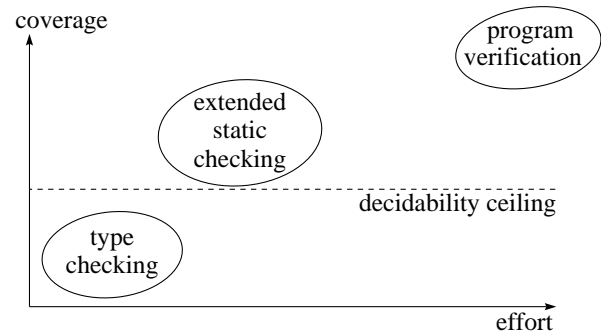 coverage
program
verification
extended
static
checking
decidability ceiling
type
checking
effort